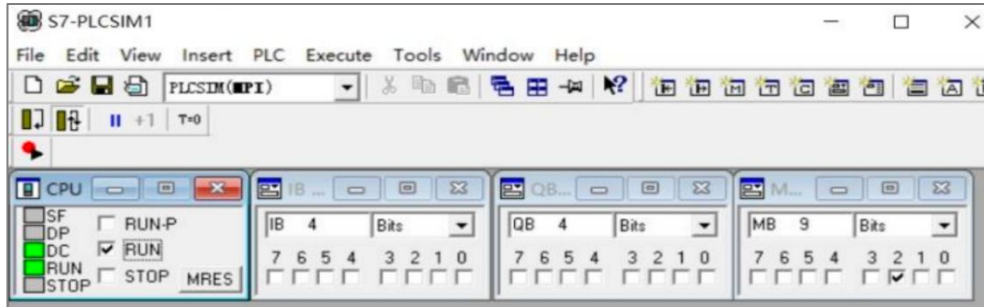 S7-PLCSIM1
File Edit View Insert PLC Execute Tools Window Help
PLCSIM(MPI)
+1 T=0
CPU
SF
DP
DC
RUN
STOP
RUN-P
RUN
STOP MRES
IB ...
IB 4 Bits
7 6 5 4 3 2 1 0
QB...
QB 4 Bits
7 6 5 4 3 2 1 0
M...
MB 9 Bits
7 6 5 4 3 2 1 0